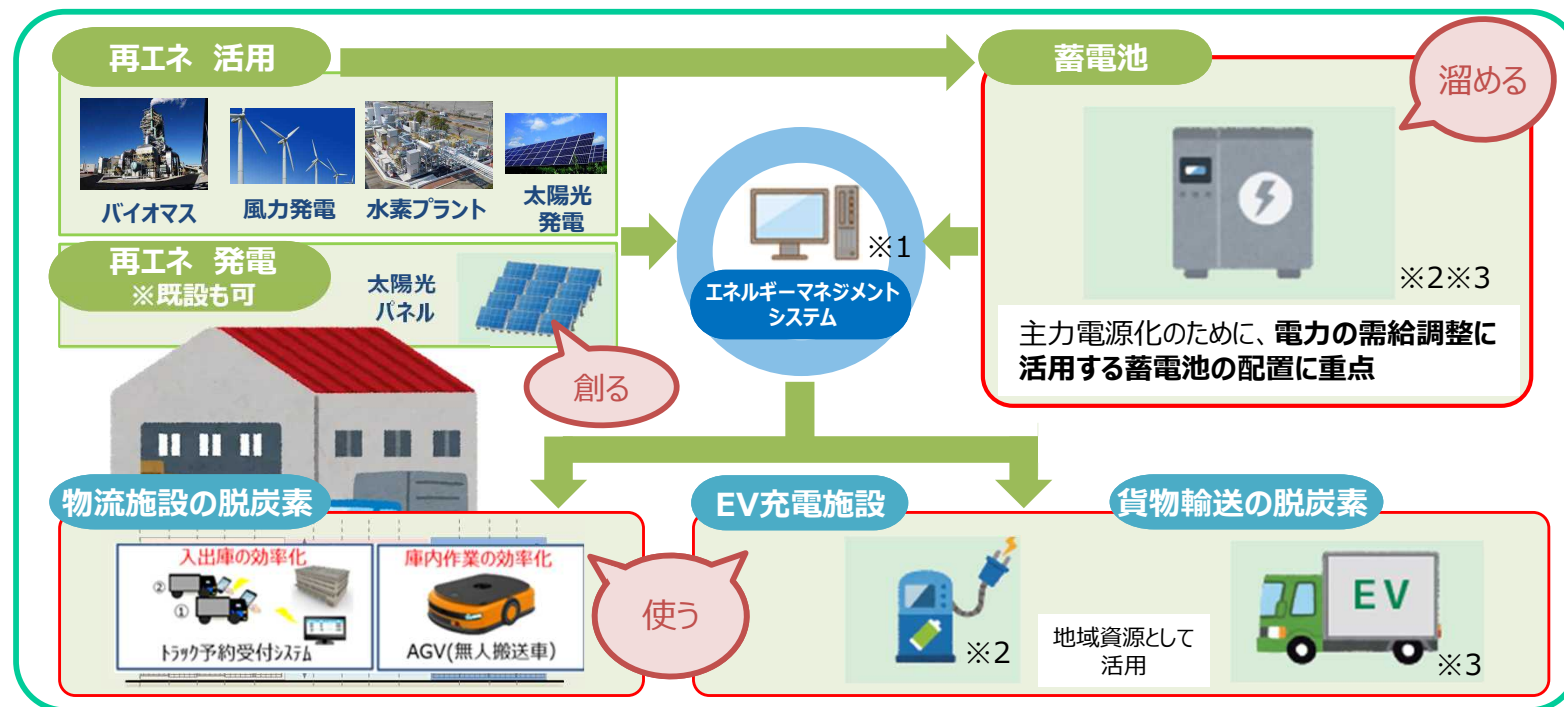 再エネ 活用
バイオマス
風力発電
水素プラント
太陽光
発電
再エネ 発電
※既設も可
太陽光
パネル
創る
※1
エネルギーマネジメント
システム
蓄電池
溜める
※2※3
主力電源化のために、電力の需給調整に
活用する蓄電池の配置に重点
物流施設の脱炭素
入出庫の効率化
②
①
トラック予約受付システム
庫内作業の効率化
AGV(無人搬送車)
使う
EV充電施設
※2
地域資源として
活用
貨物輸送の脱炭素
EV
※3